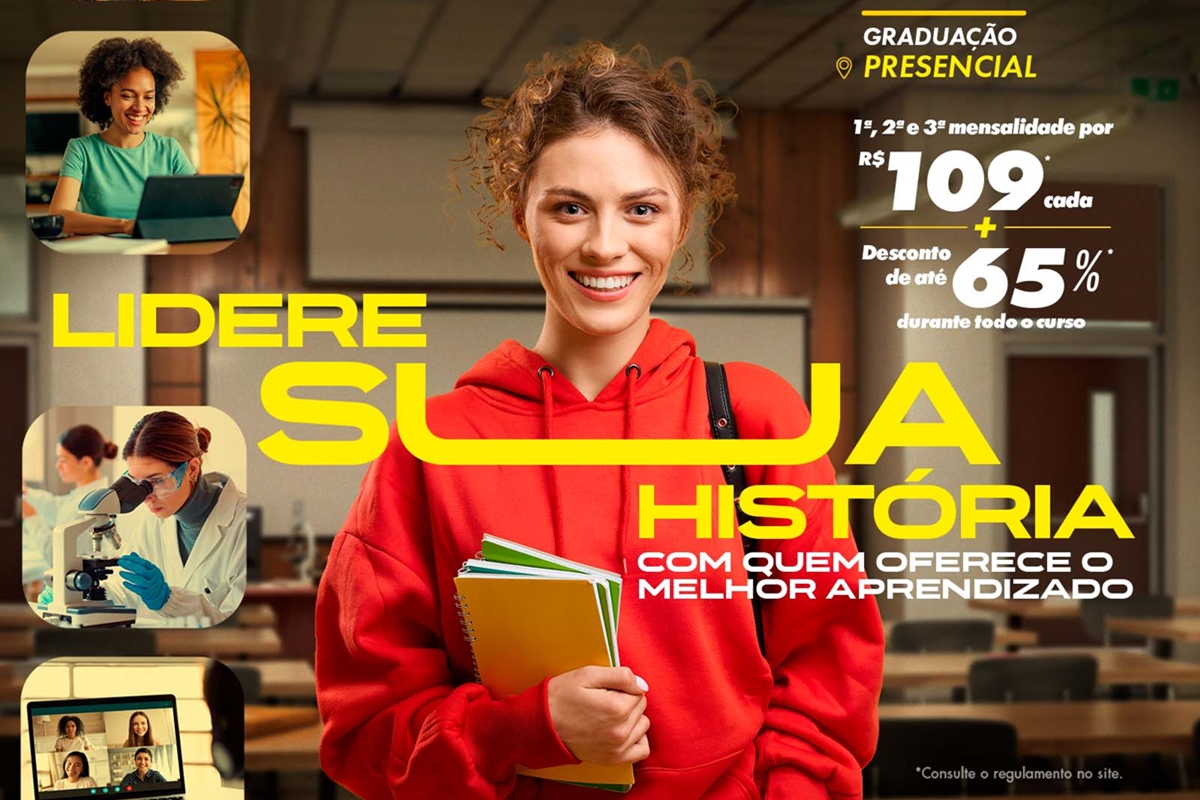 GRADUAÇÃO
PRESENCIAL
1ª, 2ª e 3ª mensalidade por
R$ 109* cada
+
Desconto
de até 65%*
durante todo o curso
LIDERE
SUA
HISTÓRIA
COM QUEM OFERECE O
MELHOR APRENDIZADO
*Consulte o regulamento no site.